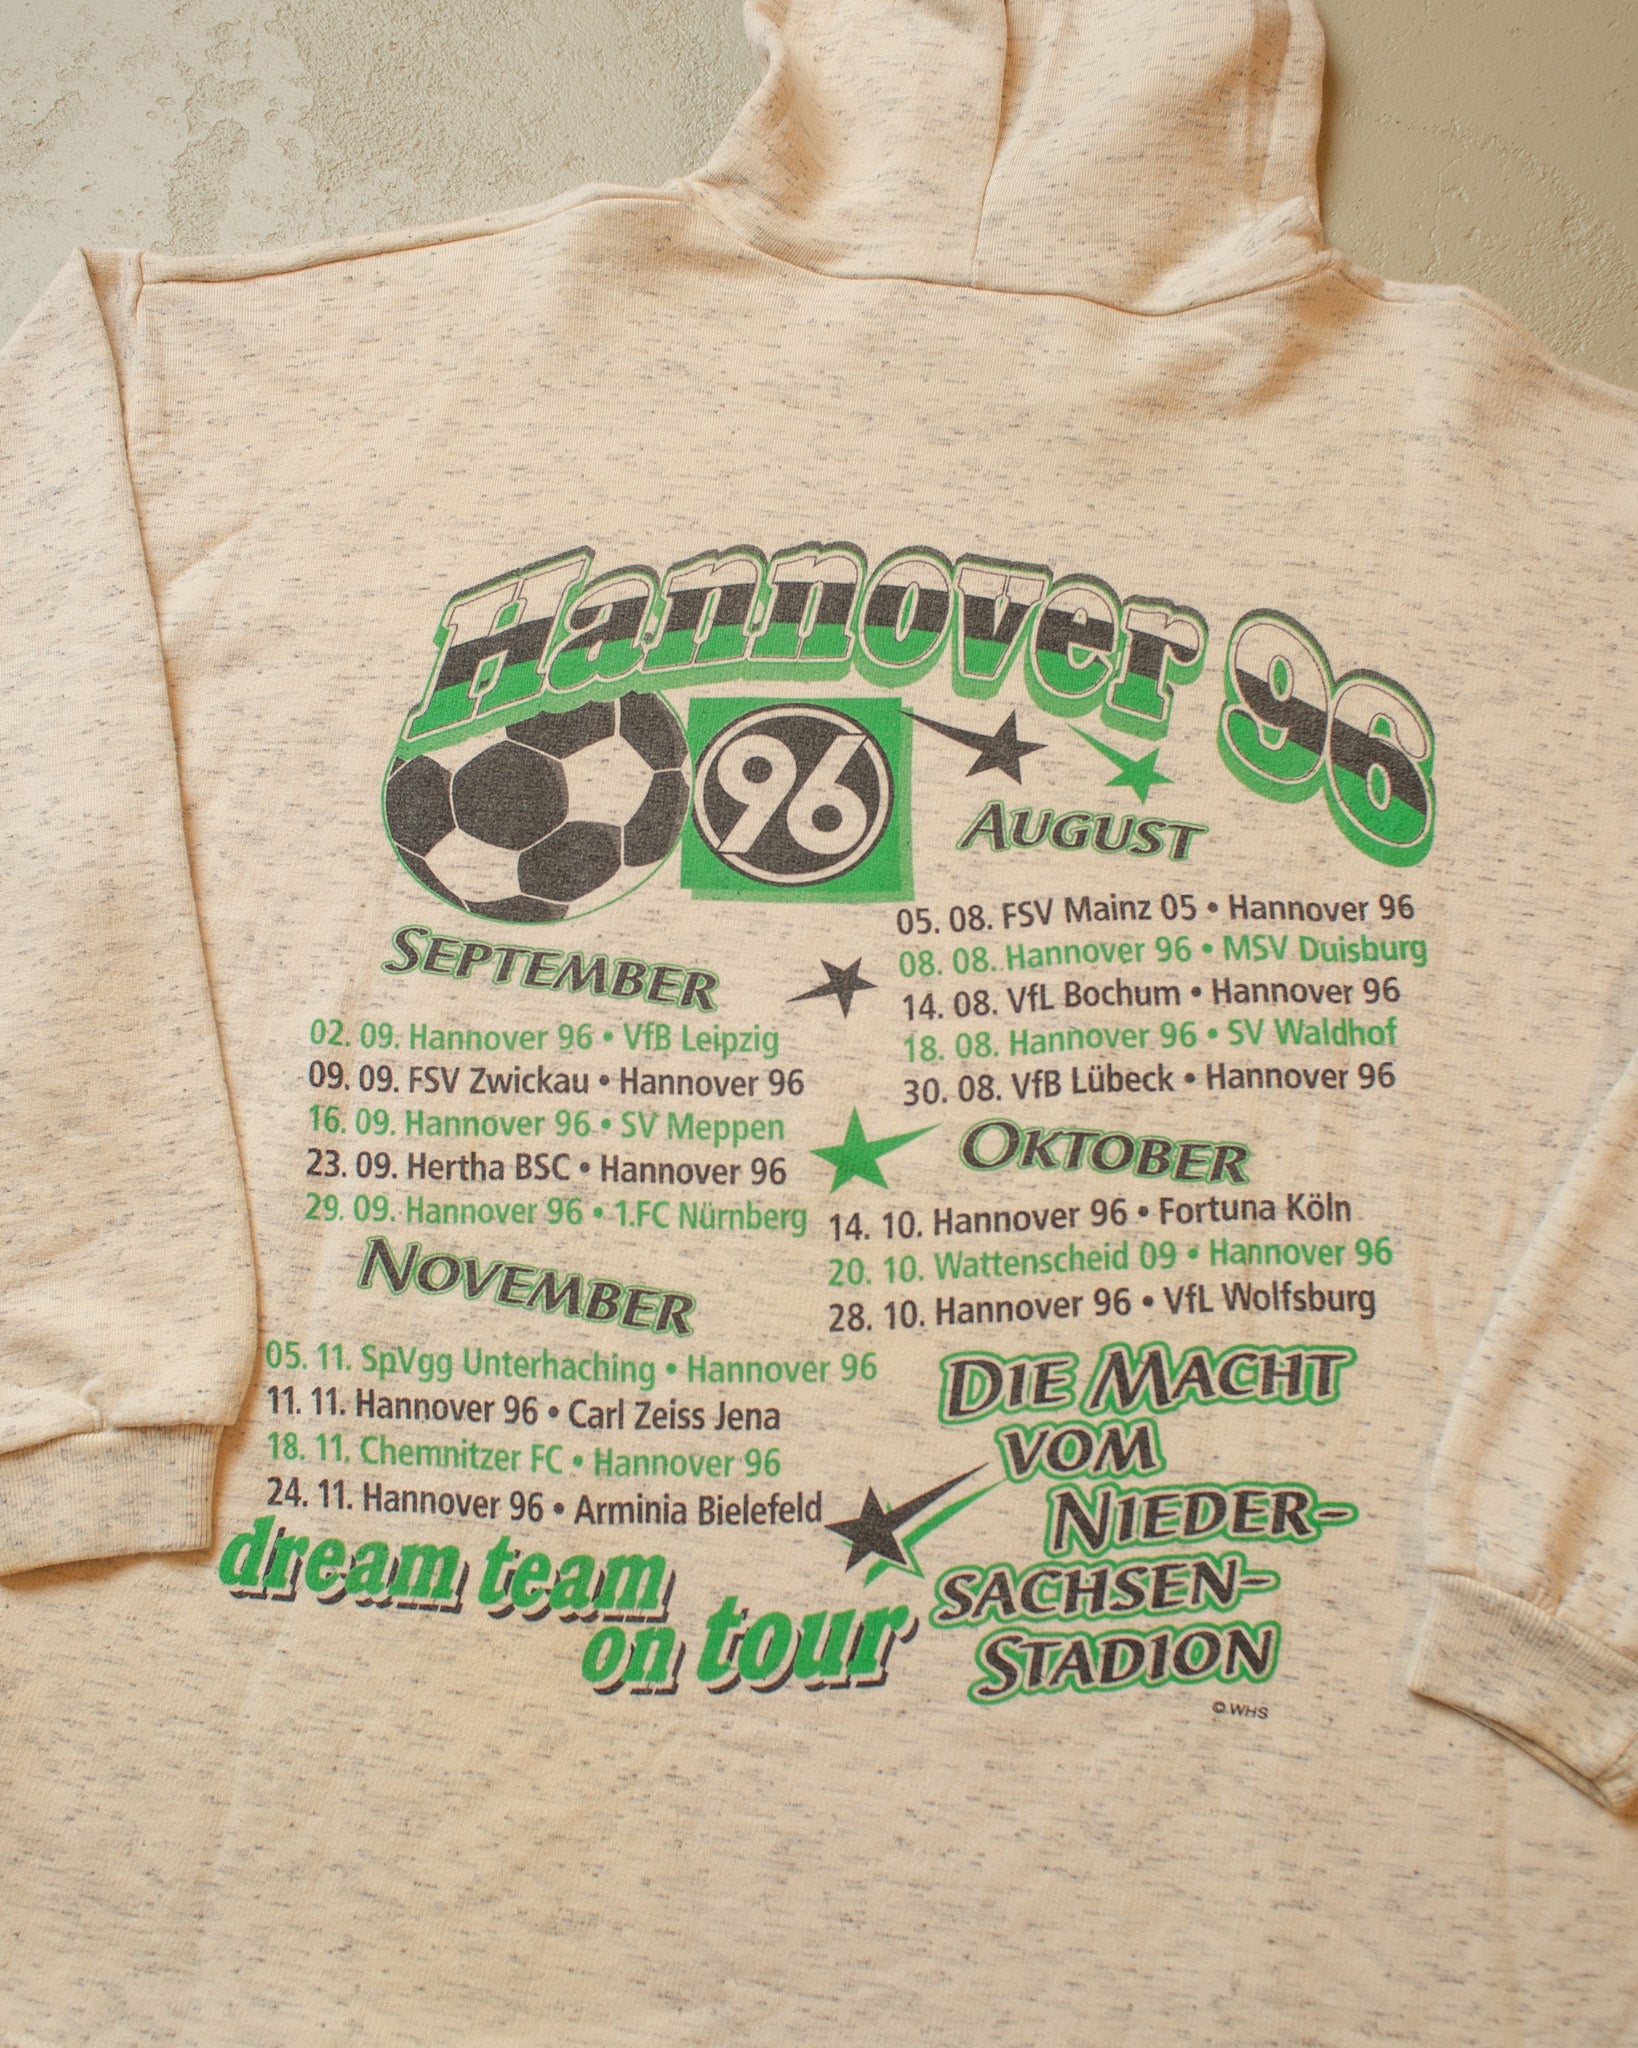 Hannover 96
96
AUGUST
05. 08. FSV Mainz 05 • Hannover 96
08. 08. Hannover 96 • MSV Duisburg
14. 08. VfL Bochum • Hannover 96
18. 08. Hannover 96 • SV Waldhof
30. 08. VfB Lübeck • Hannover 96
SEPTEMBER
02. 09. Hannover 96 • VfB Leipzig
09. 09. FSV Zwickau • Hannover 96
16. 09. Hannover 96 • SV Meppen
23. 09. Hertha BSC • Hannover 96
29. 09. Hannover 96 • 1.FC Nürnberg
OKTOBER
14. 10. Hannover 96 • Fortuna Köln
20. 10. Wattenscheid 09 • Hannover 96
28. 10. Hannover 96 • VfL Wolfsburg
NOVEMBER
05. 11. SpVgg Unterhaching • Hannover 96
11. 11. Hannover 96 • Carl Zeiss Jena
18. 11. Chemnitzer FC • Hannover 96
24. 11. Hannover 96 • Arminia Bielefeld
dream team
on tour
DIE MACHT
VOM
NIEDER-
SACHSEN-
STADION
© WHS